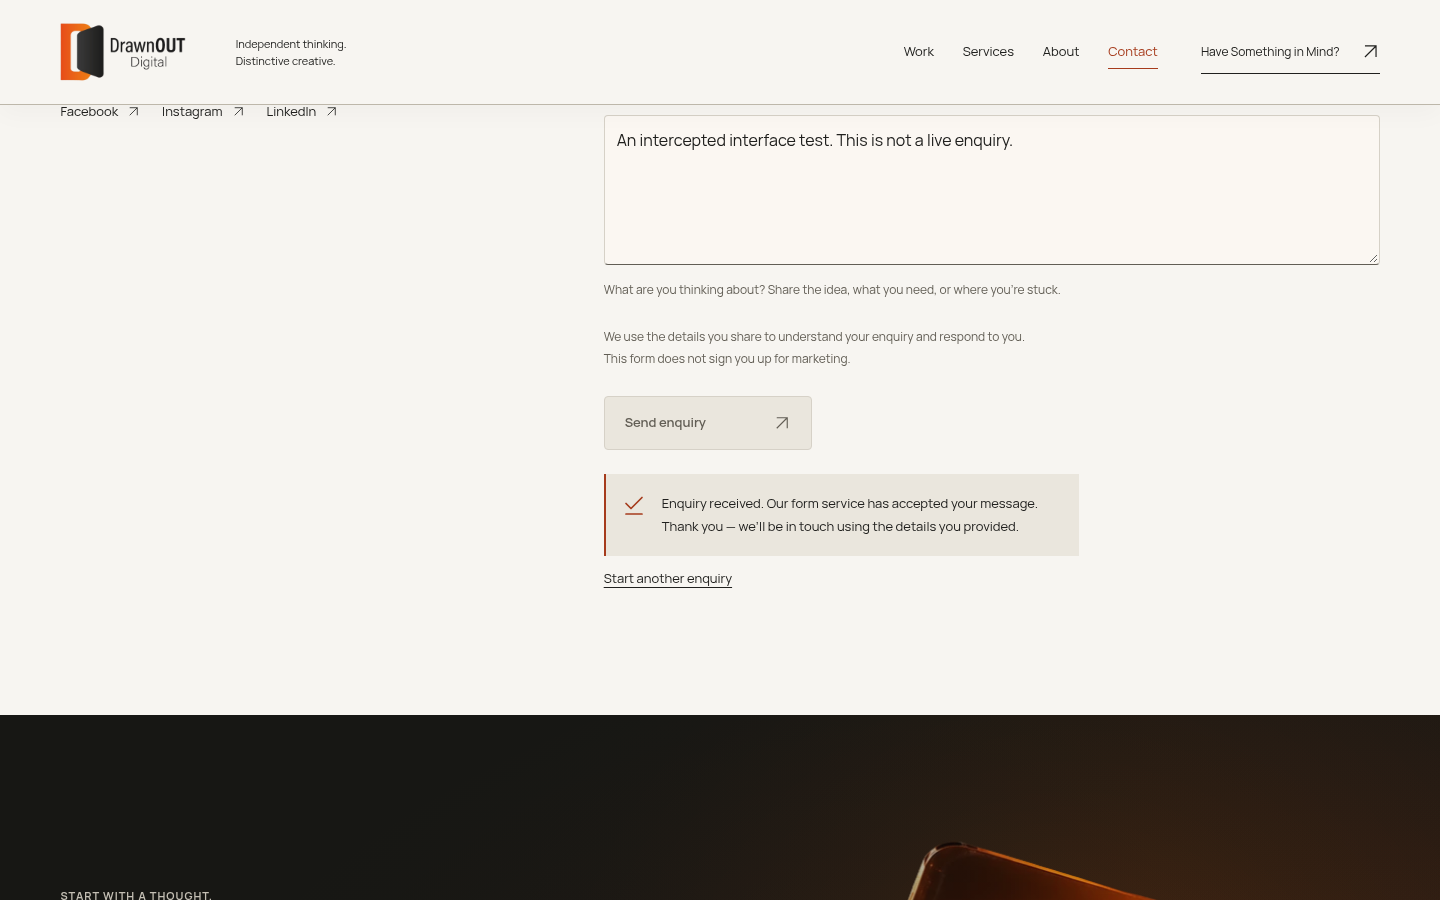 DrawnOUT
Digital
Independent thinking.
Distinctive creative.
Work
Services
About
Contact
Have Something in Mind?
Facebook
Instagram
LinkedIn
An intercepted interface test. This is not a live enquiry.
What are you thinking about? Share the idea, what you need, or where you're stuck.
We use the details you share to understand your enquiry and respond to you.
This form does not sign you up for marketing.
Send enquiry
Enquiry received. Our form service has accepted your message.
Thank you — we'll be in touch using the details you provided.
Start another enquiry
START WITH A THOUGHT.